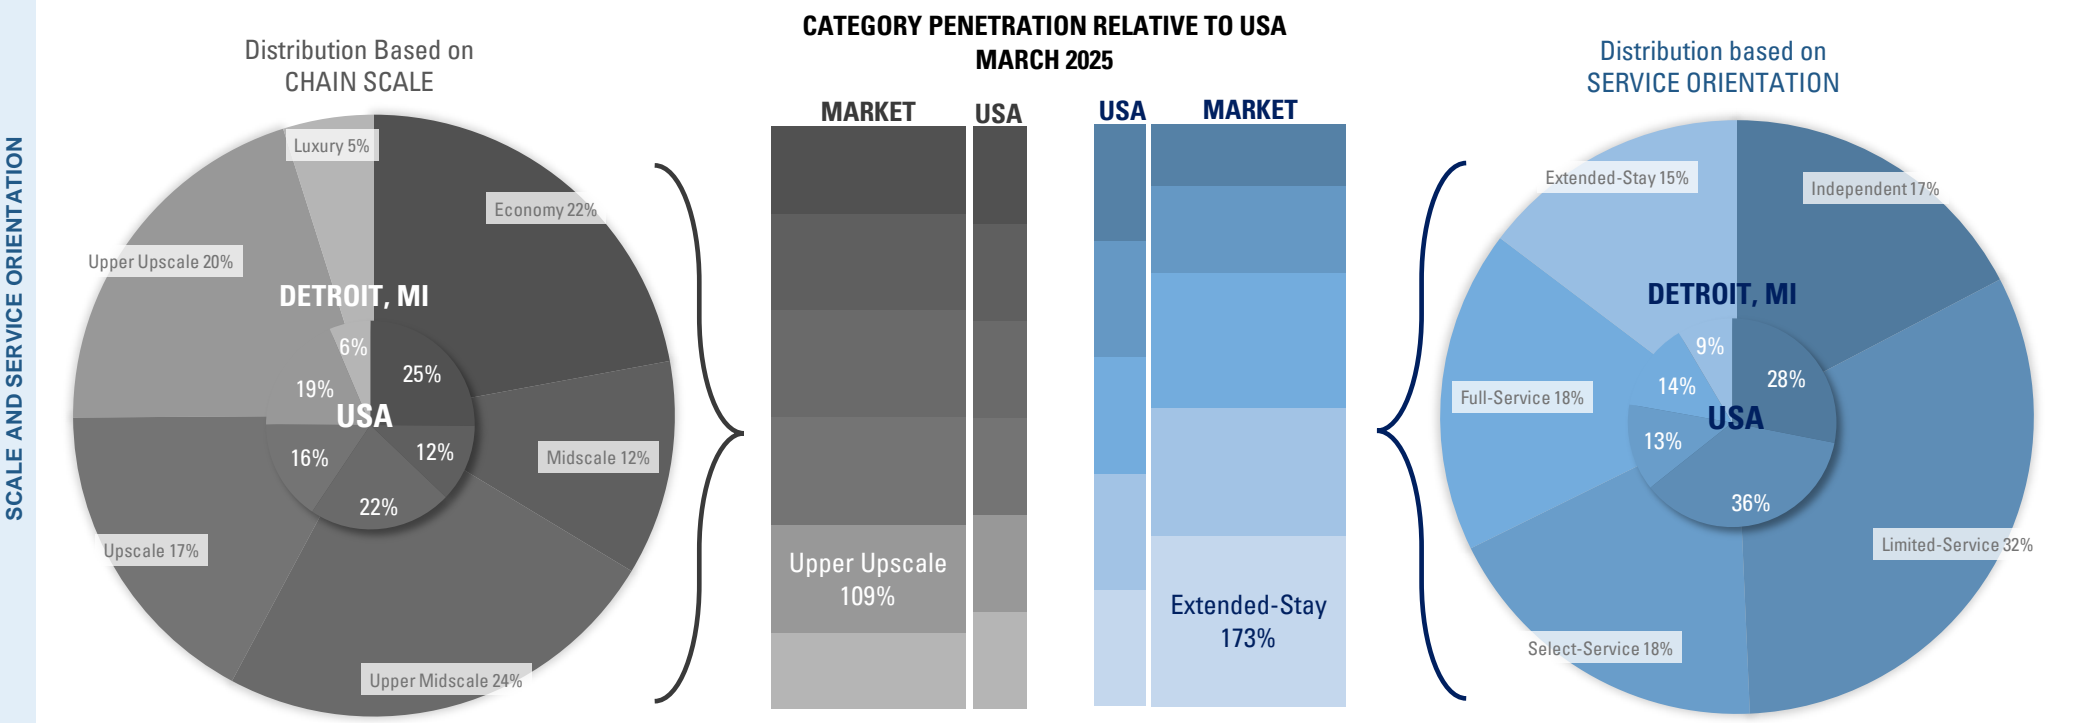 SCALE AND SERVICE ORIENTATION
Distribution Based on
CHAIN SCALE
Luxury 5%
Economy 22%
Upper Upscale 20%
DETROIT, MI
6%
25%
19%
USA
16%
12%
22%
Midscale 12%
Upscale 17%
Upper Midscale 24%
CATEGORY PENETRATION RELATIVE TO USA
MARCH 2025
MARKET
USA
Upper Upscale
109%
USA
MARKET
Extended-Stay
173%
Distribution based on
SERVICE ORIENTATION
Extended-Stay 15%
Independent 17%
DETROIT, MI
9%
28%
14%
Full-Service 18%
USA
13%
36%
Limited-Service 32%
Select-Service 18%